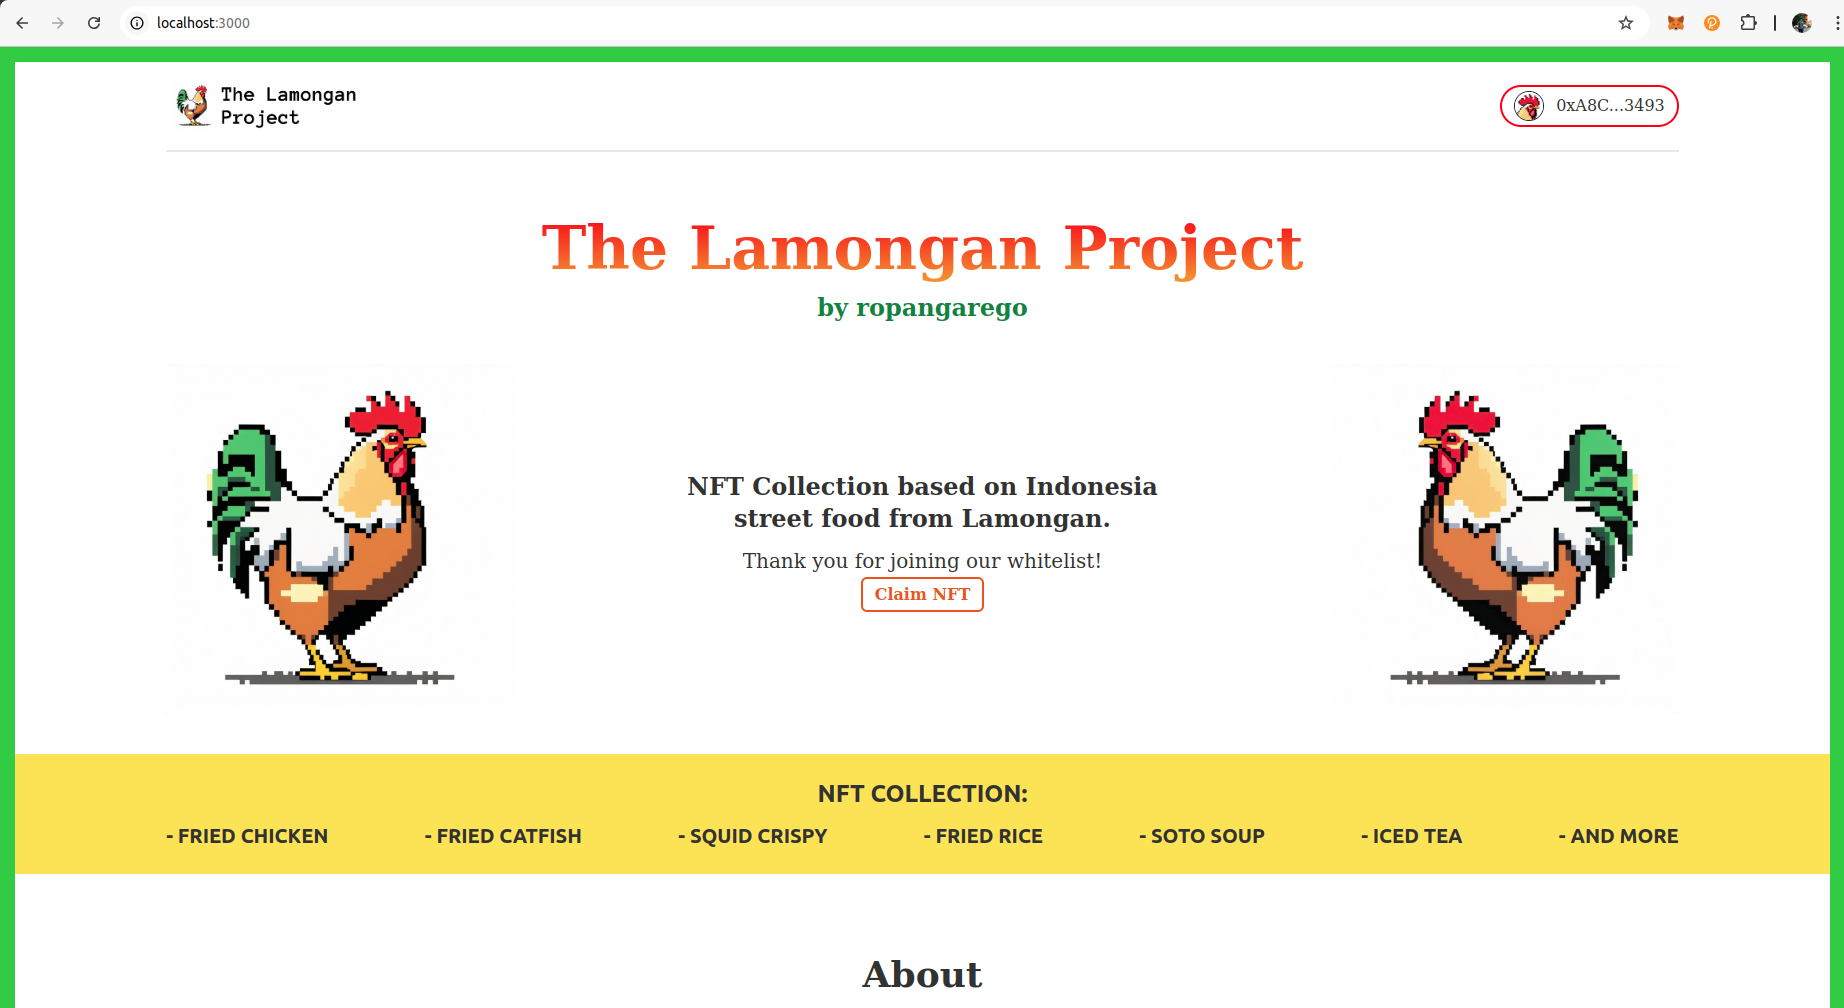 localhost:3000
The Lamongan
Project
0xA8C...3493
The Lamongan Project
by ropangarego
NFT Collection based on Indonesia
street food from Lamongan.
Thank you for joining our whitelist!
Claim NFT
NFT COLLECTION:
- FRIED CHICKEN - FRIED CATFISH - SQUID CRISPY - FRIED RICE - SOTO SOUP - ICED TEA - AND MORE
About